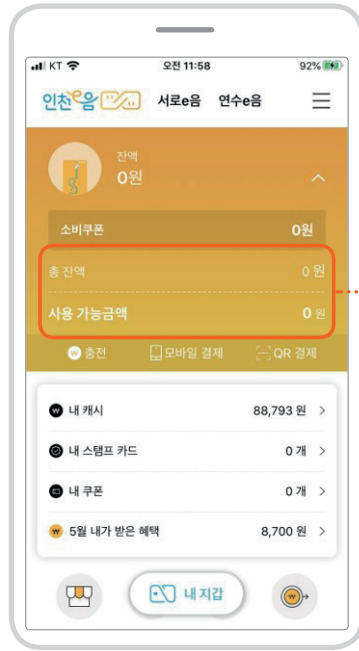 KT 오전 11:58 92%
인천e음 서로e음 연수e음
잔액
0원
소비쿠폰 0원
총 잔액 0 원
사용 가능금액 0 원
충전 모바일 결제 QR 결제
내 캐시 88,793 원 >
내 스탬프 카드 0 개 >
내 쿠폰 0 개 >
5월 내가 받은 혜택 8,700 원 >
내 지갑